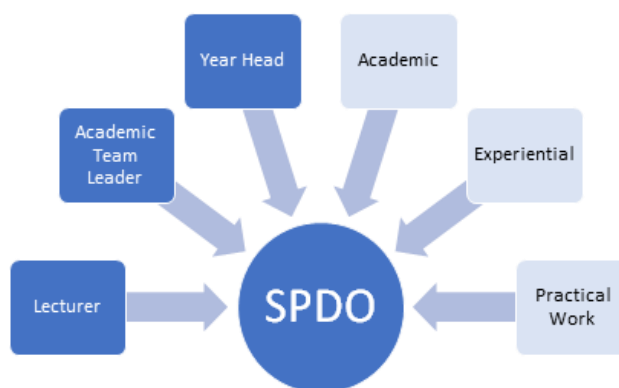 Year Head
Academic
Academic
Team
Leader
Experiential
Lecturer
SPDO
Practical
Work